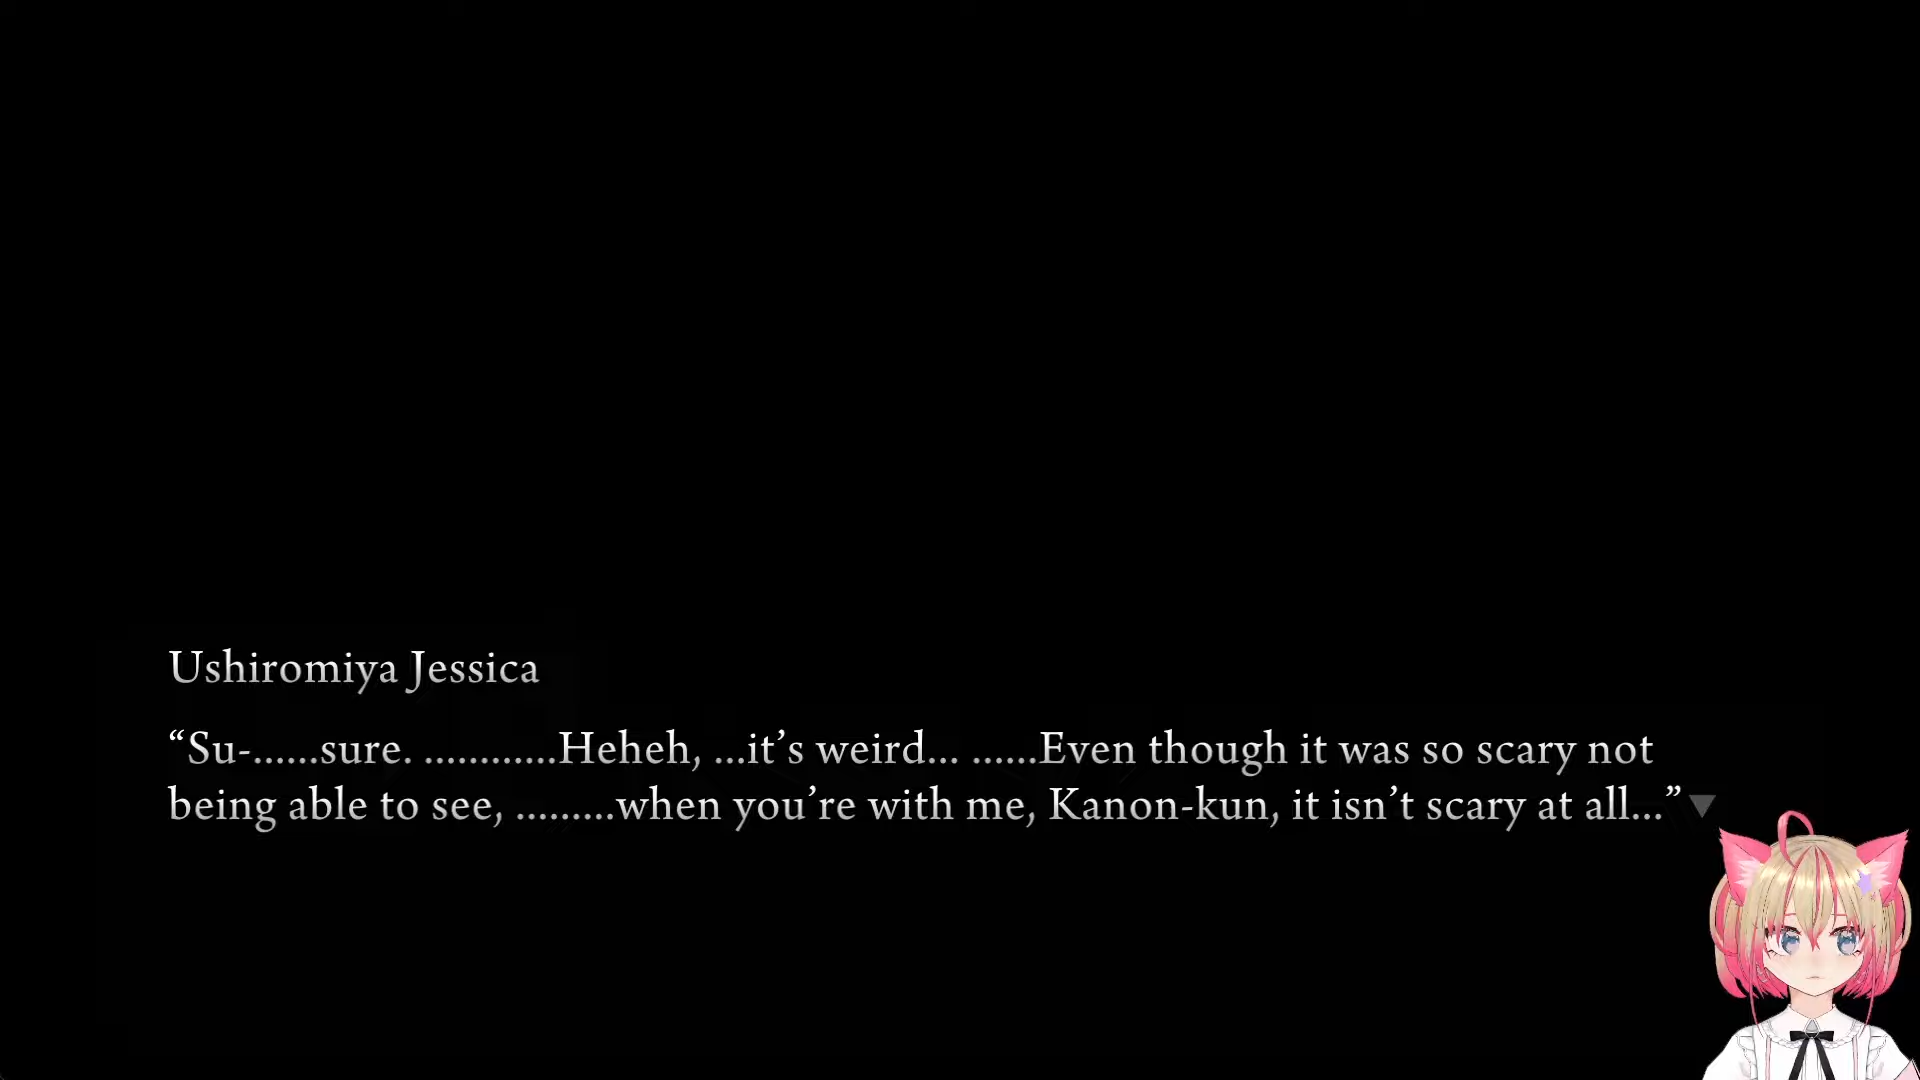 Ushiromiya Jessica
“Su-......sure. ............Heheh, ...it’s weird... ......Even though it was so scary not
being able to see, .........when you’re with me, Kanon-kun, it isn’t scary at all...”